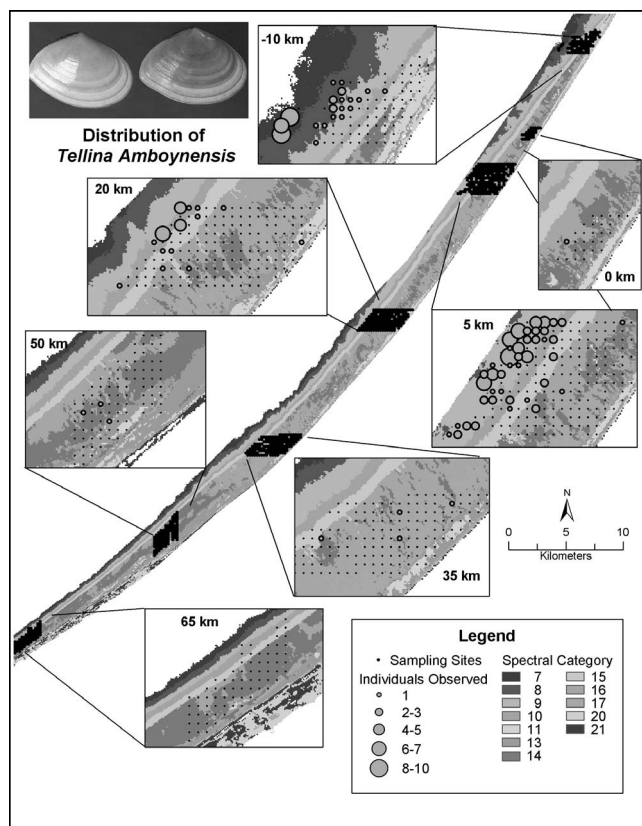 Distribution of
Tellina Amboynensis
-10 km
20 km
0 km
5 km
50 km
35 km
65 km
N
0 5 10
Kilometers
Legend
Sampling Sites
Individuals Observed
1
2-3
4-5
6-7
8-10
Spectral Category
7
8
9
10
11
13
14
15
16
17
20
21